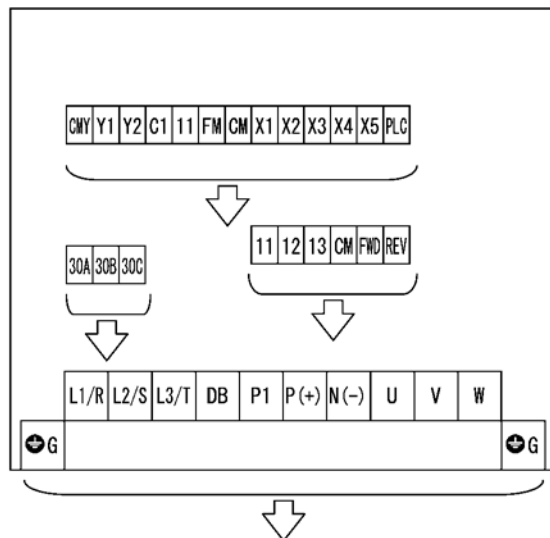 CMY Y1 Y2 C1 11 FM CM X1 X2 X3 X4 X5 PLC
11 12 13 CM FWD REV
30A 30B 30C
L1/R L2/S L3/T DB P1 P(+) N(-) U V W
G G